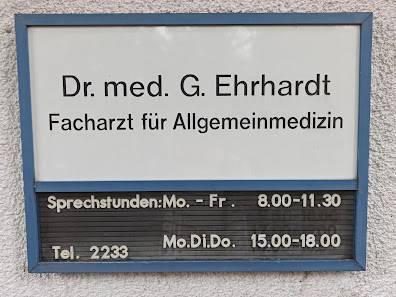 Dr. med. G. Ehrhardt
Facharzt für Allgemeinmedizin
Sprechstunden: Mo. - Fr. 8.00-11.30
Mo.Di.Do. 15.00-18.00
Tel. 2233